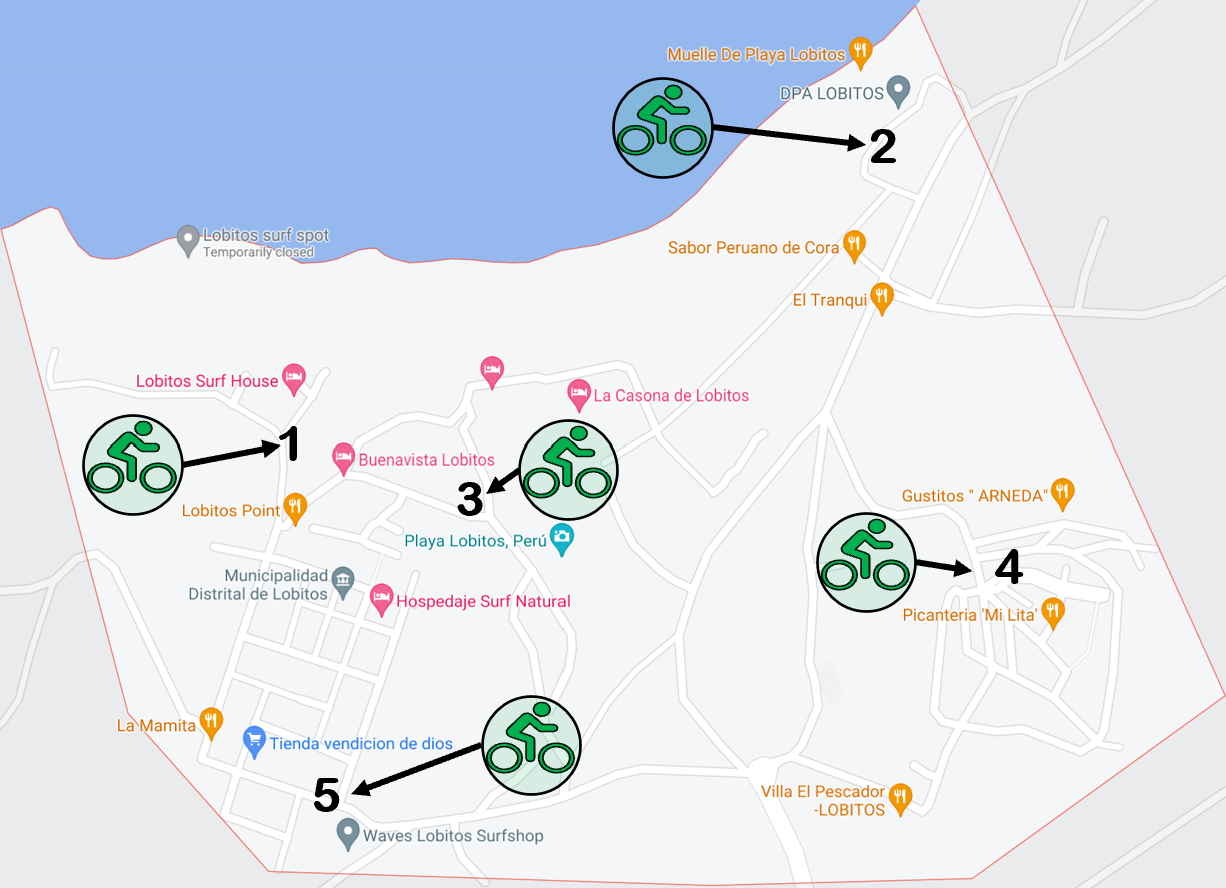 Muelle De Playa Lobitos
DPA LOBITOS
2
Lobitos surf spot
Temporarily closed
Sabor Peruano de Cora
El Tranqui
Lobitos Surf House
La Casona de Lobitos
1
Buenavista Lobitos
3
Lobitos Point
Gustitos " ARNEDA"
Playa Lobitos, Perú
4
Municipalidad
Distrital de Lobitos
Hospedaje Surf Natural
Picanteria 'Mi Lita'
La Mamita
Tienda vendicion de dios
5
Villa El Pescador
-LOBITOS
Waves Lobitos Surfshop